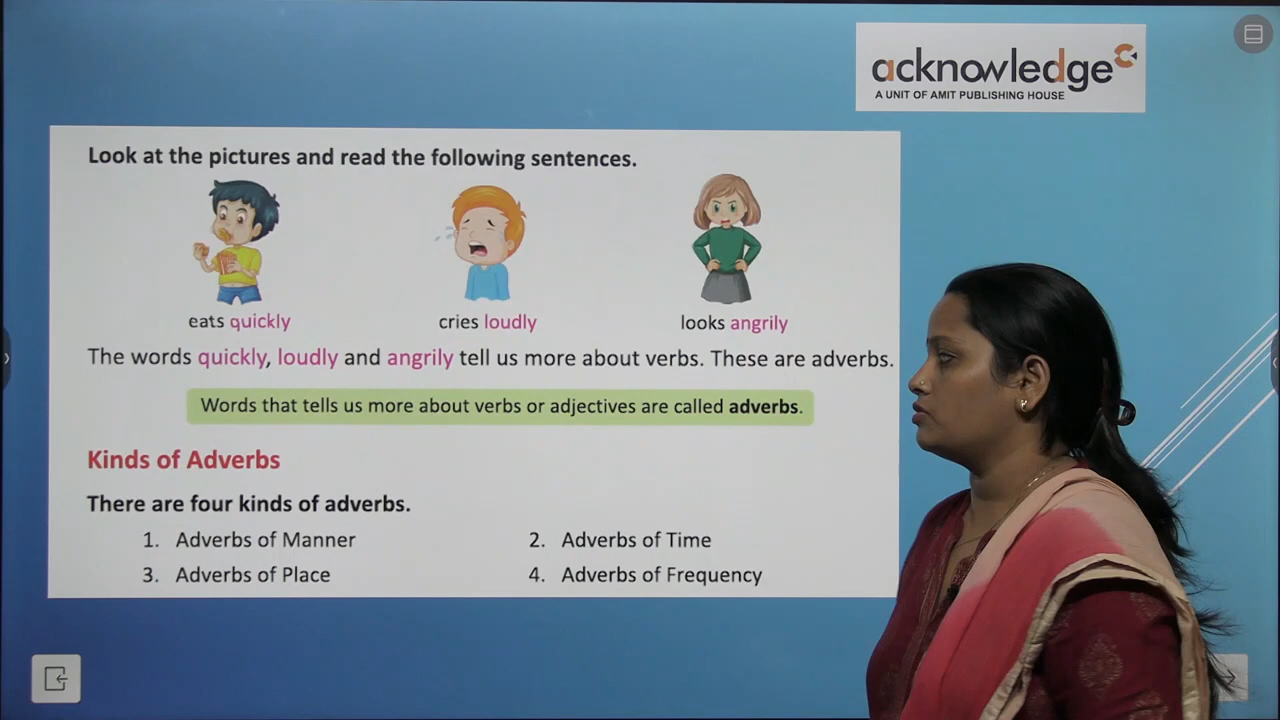 acknowledge
A UNIT OF AMIT PUBLISHING HOUSE
Look at the pictures and read the following sentences.
eats quickly
cries loudly
looks angrily
The words quickly, loudly and angrily tell us more about verbs. These are adverbs.
Words that tells us more about verbs or adjectives are called adverbs.
Kinds of Adverbs
There are four kinds of adverbs.
1. Adverbs of Manner
2. Adverbs of Time
3. Adverbs of Place
4. Adverbs of Frequency